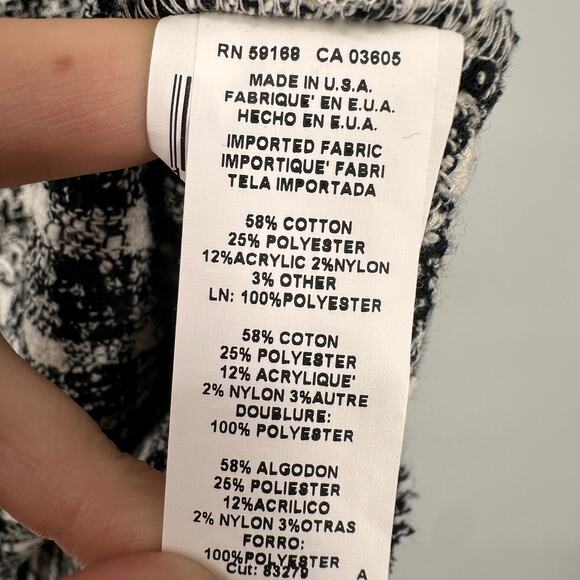 RN 59168 CA 03605
MADE IN U.S.A.
FABRIQUE' EN E.U.A.
HECHO EN E.U.A.
IMPORTED FABRIC
IMPORTIQUE' FABRI
TELA IMPORTADA
58% COTTON
25% POLYESTER
12%ACRYLIC 2%NYLON
3% OTHER
LN: 100%POLYESTER
58% COTON
25% POLYESTER
12% ACRYLIQUE'
2% NYLON 3%AUTRE
DOUBLURE:
100% POLYESTER
58% ALGODON
25% POLIESTER
12%ACRILICO
2% NYLON 3%OTRAS
FORRO:
100%POLYESTER
Cut: 83279 A